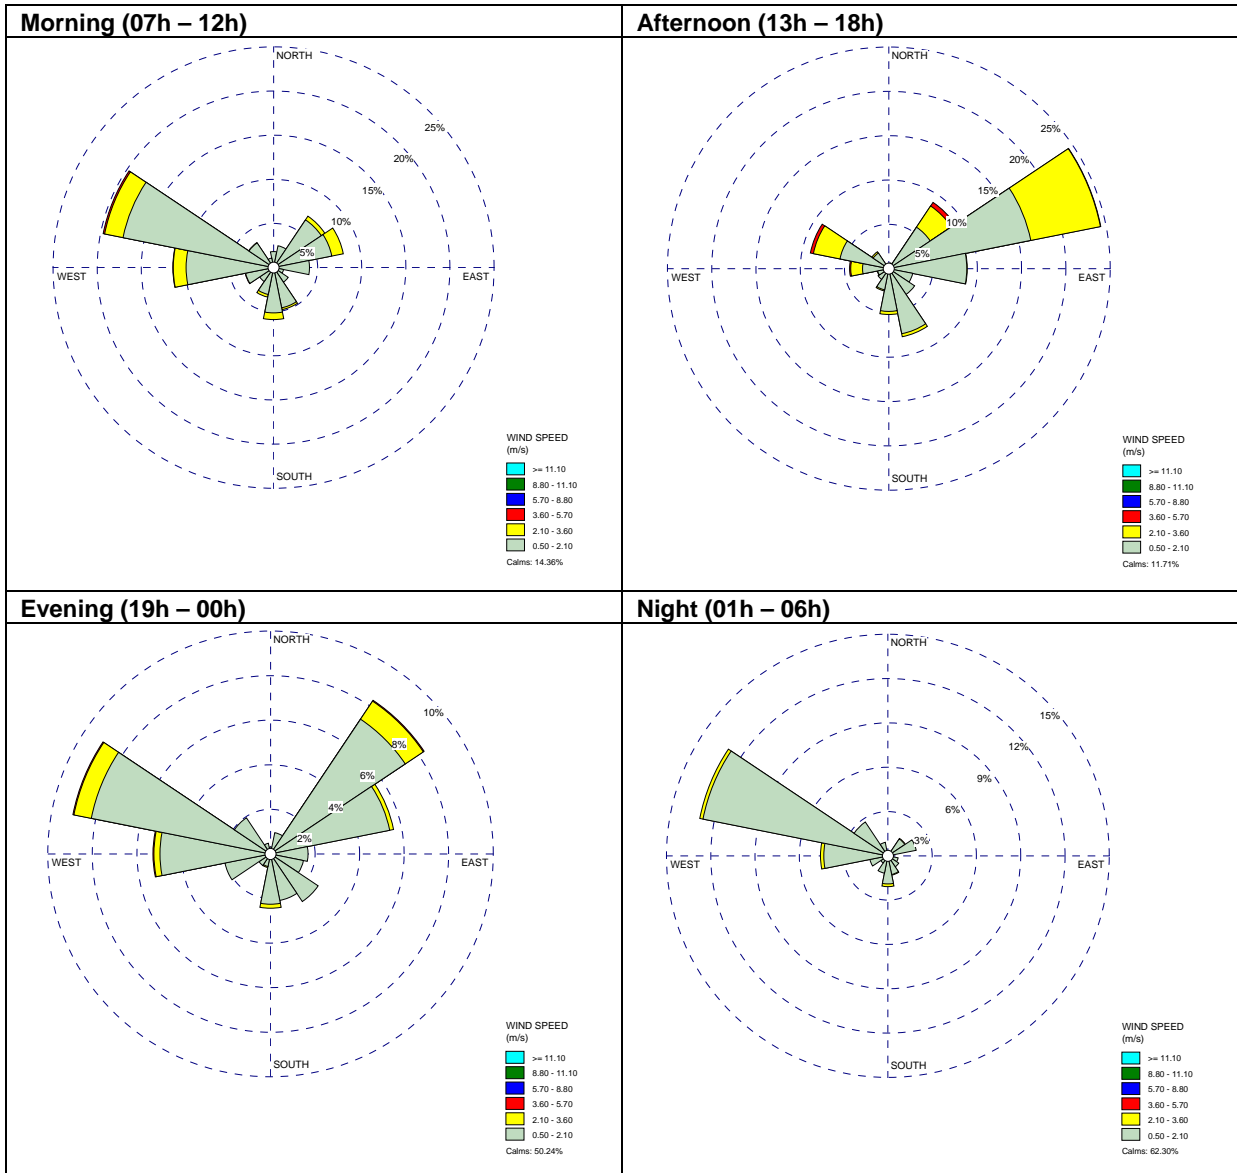 Morning (07h – 12h)
NORTH
25%
20%
15%
10%
5%
WEST
EAST
SOUTH
WIND SPEED
(m/s)
>= 11.10
8.80 - 11.10
5.70 - 8.80
3.60 - 5.70
2.10 - 3.60
0.50 - 2.10
Calms: 14.36%
Afternoon (13h – 18h)
NORTH
25%
20%
15%
10%
5%
WEST
EAST
SOUTH
WIND SPEED
(m/s)
>= 11.10
8.80 - 11.10
5.70 - 8.80
3.60 - 5.70
2.10 - 3.60
0.50 - 2.10
Calms: 11.71%
Evening (19h – 00h)
NORTH
10%
8%
6%
4%
2%
WEST
EAST
SOUTH
WIND SPEED
(m/s)
>= 11.10
8.80 - 11.10
5.70 - 8.80
3.60 - 5.70
2.10 - 3.60
0.50 - 2.10
Calms: 50.24%
Night (01h – 06h)
NORTH
15%
12%
9%
6%
3%
WEST
EAST
SOUTH
WIND SPEED
(m/s)
>= 11.10
8.80 - 11.10
5.70 - 8.80
3.60 - 5.70
2.10 - 3.60
0.50 - 2.10
Calms: 62.30%